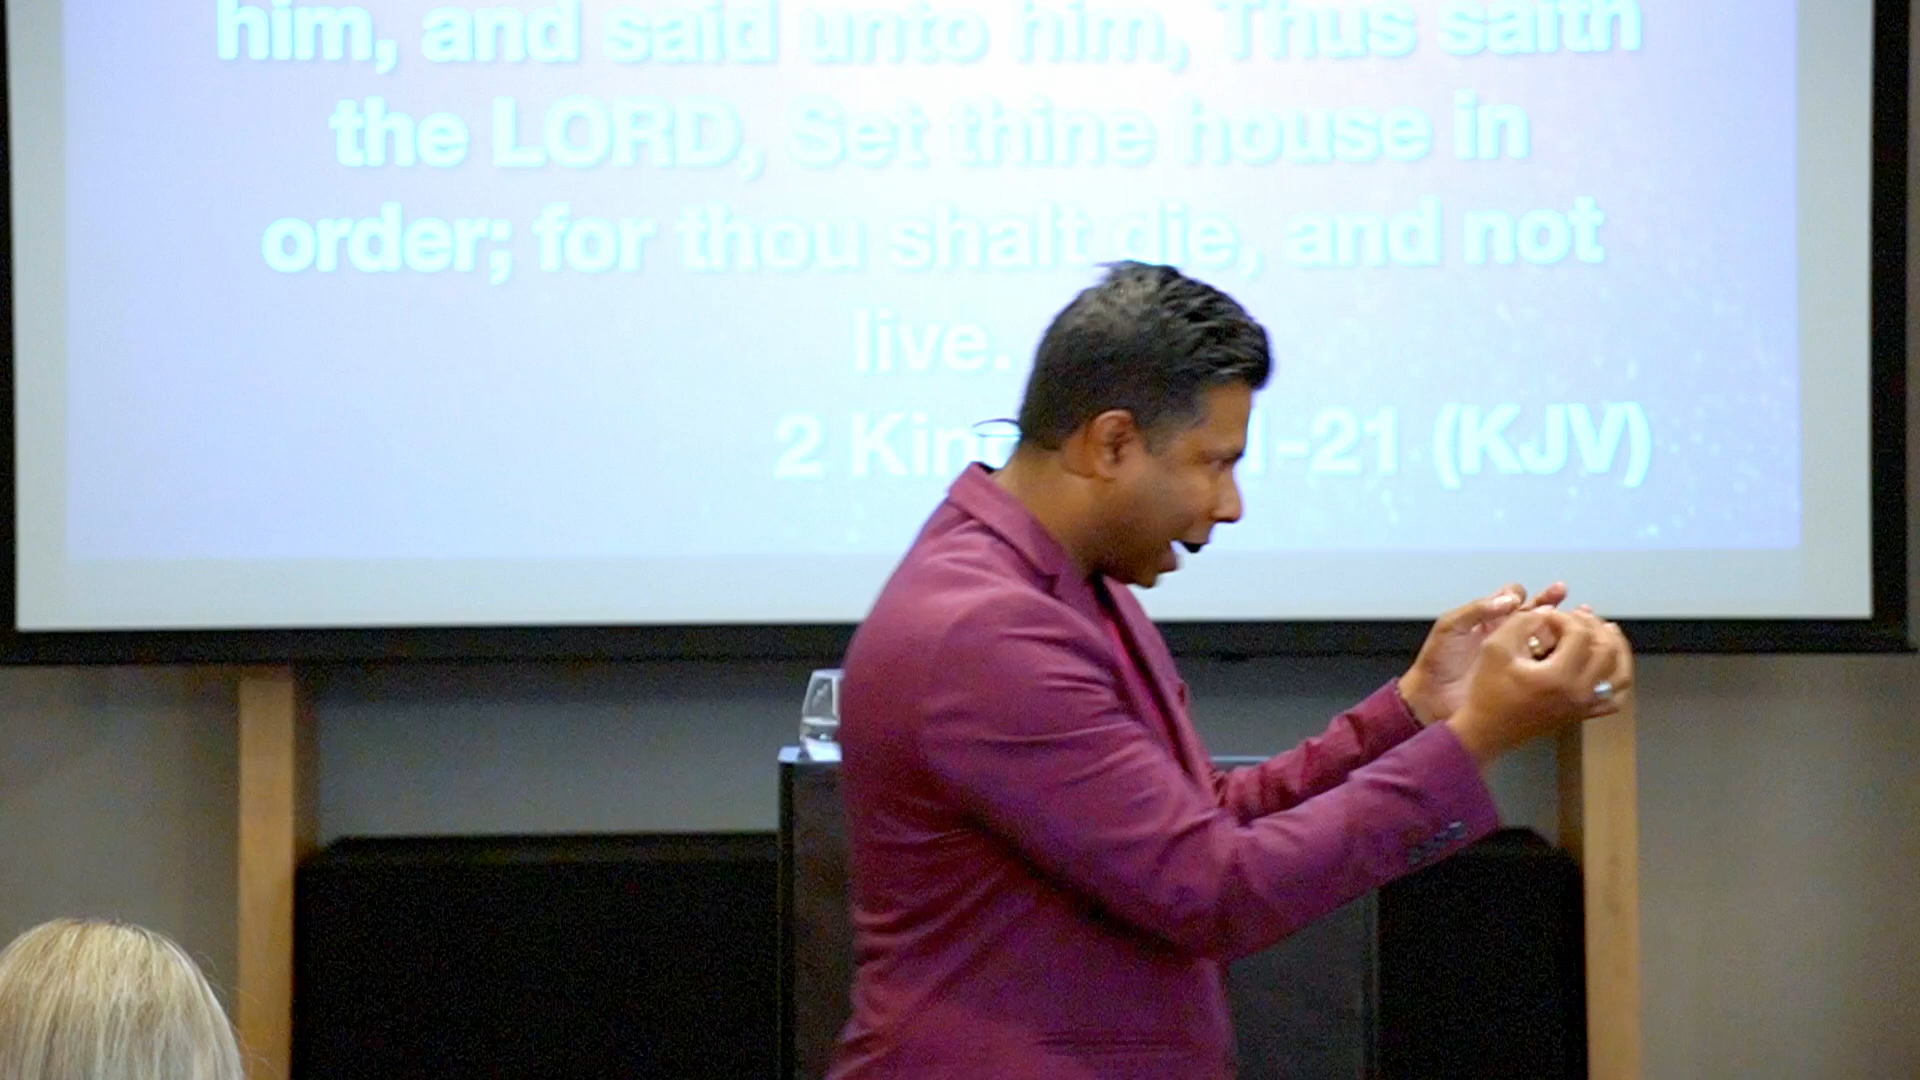 him, and said unto him, Thus saith
the LORD, Set thine house in
order; for thou shalt die, and not
live.
2 Kin 1-21 (KJV)